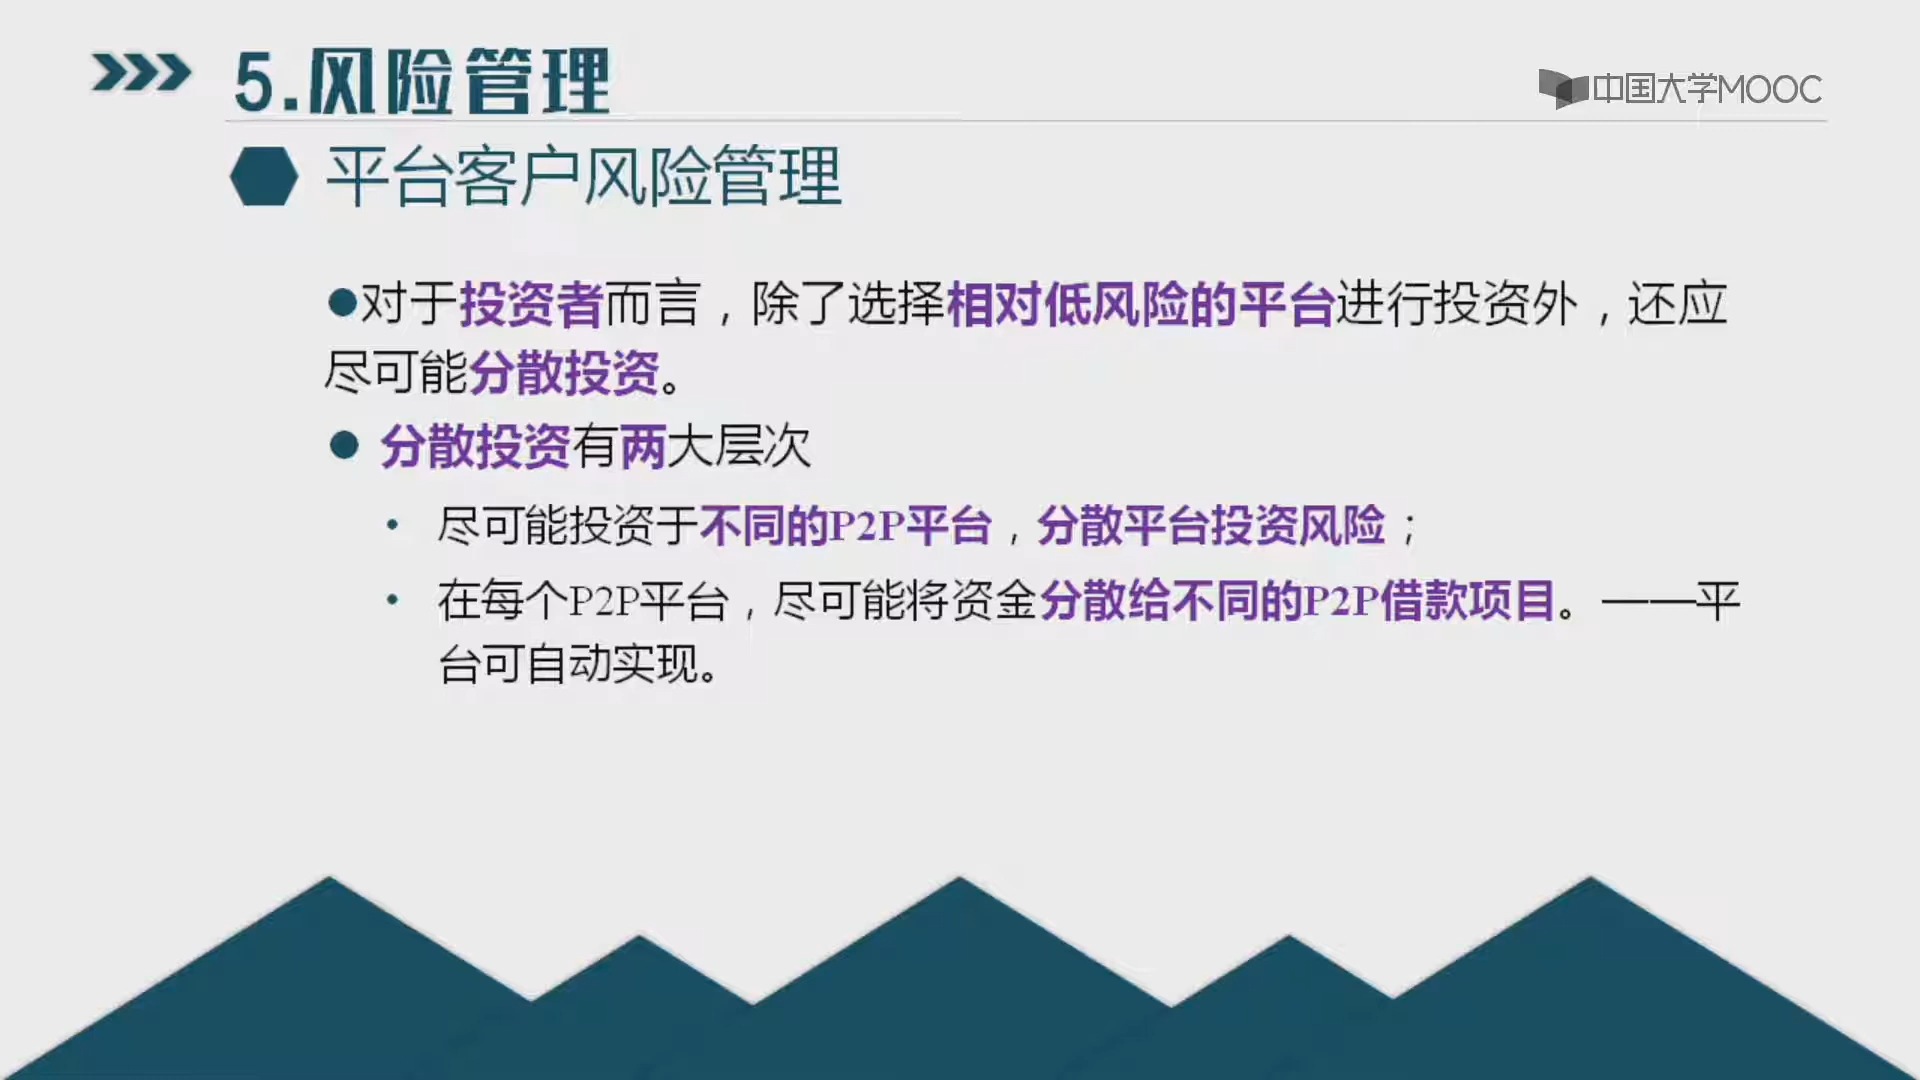 5.风险管理
中国大学MOOC
平台客户风险管理
●对于投资者而言，除了选择相对低风险的平台进行投资外，还应
尽可能分散投资。
● 分散投资有两大层次
• 尽可能投资于不同的P2P平台，分散平台投资风险；
• 在每个P2P平台，尽可能将资金分散给不同的P2P借款项目。——平
台可自动实现。